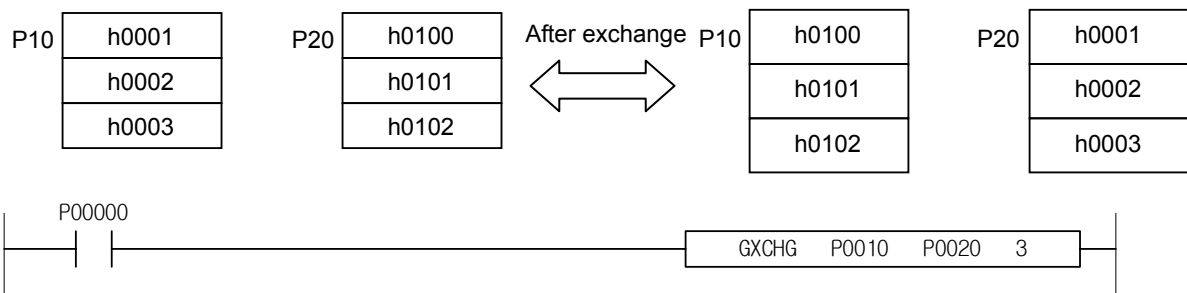 P10 h0001 P20 h0100 After exchange P10 h0100 P20 h0001
h0002 h0101 h0101 h0002
h0003 h0102 h0102 h0003
P00000
GXCHG P0010 P0020 3